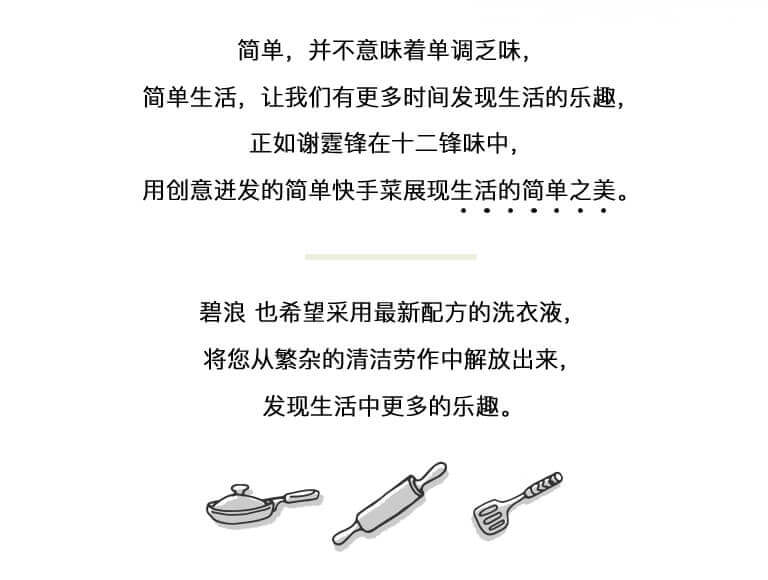 简单，并不意味着单调乏味，
简单生活，让我们有更多时间发现生活的乐趣，
正如谢霆锋在十二锋味中，
用创意迸发的简单快手菜展现生活的简单之美。
碧浪 也希望采用最新配方的洗衣液，
将您从繁杂的清洁劳作中解放出来，
发现生活中更多的乐趣。